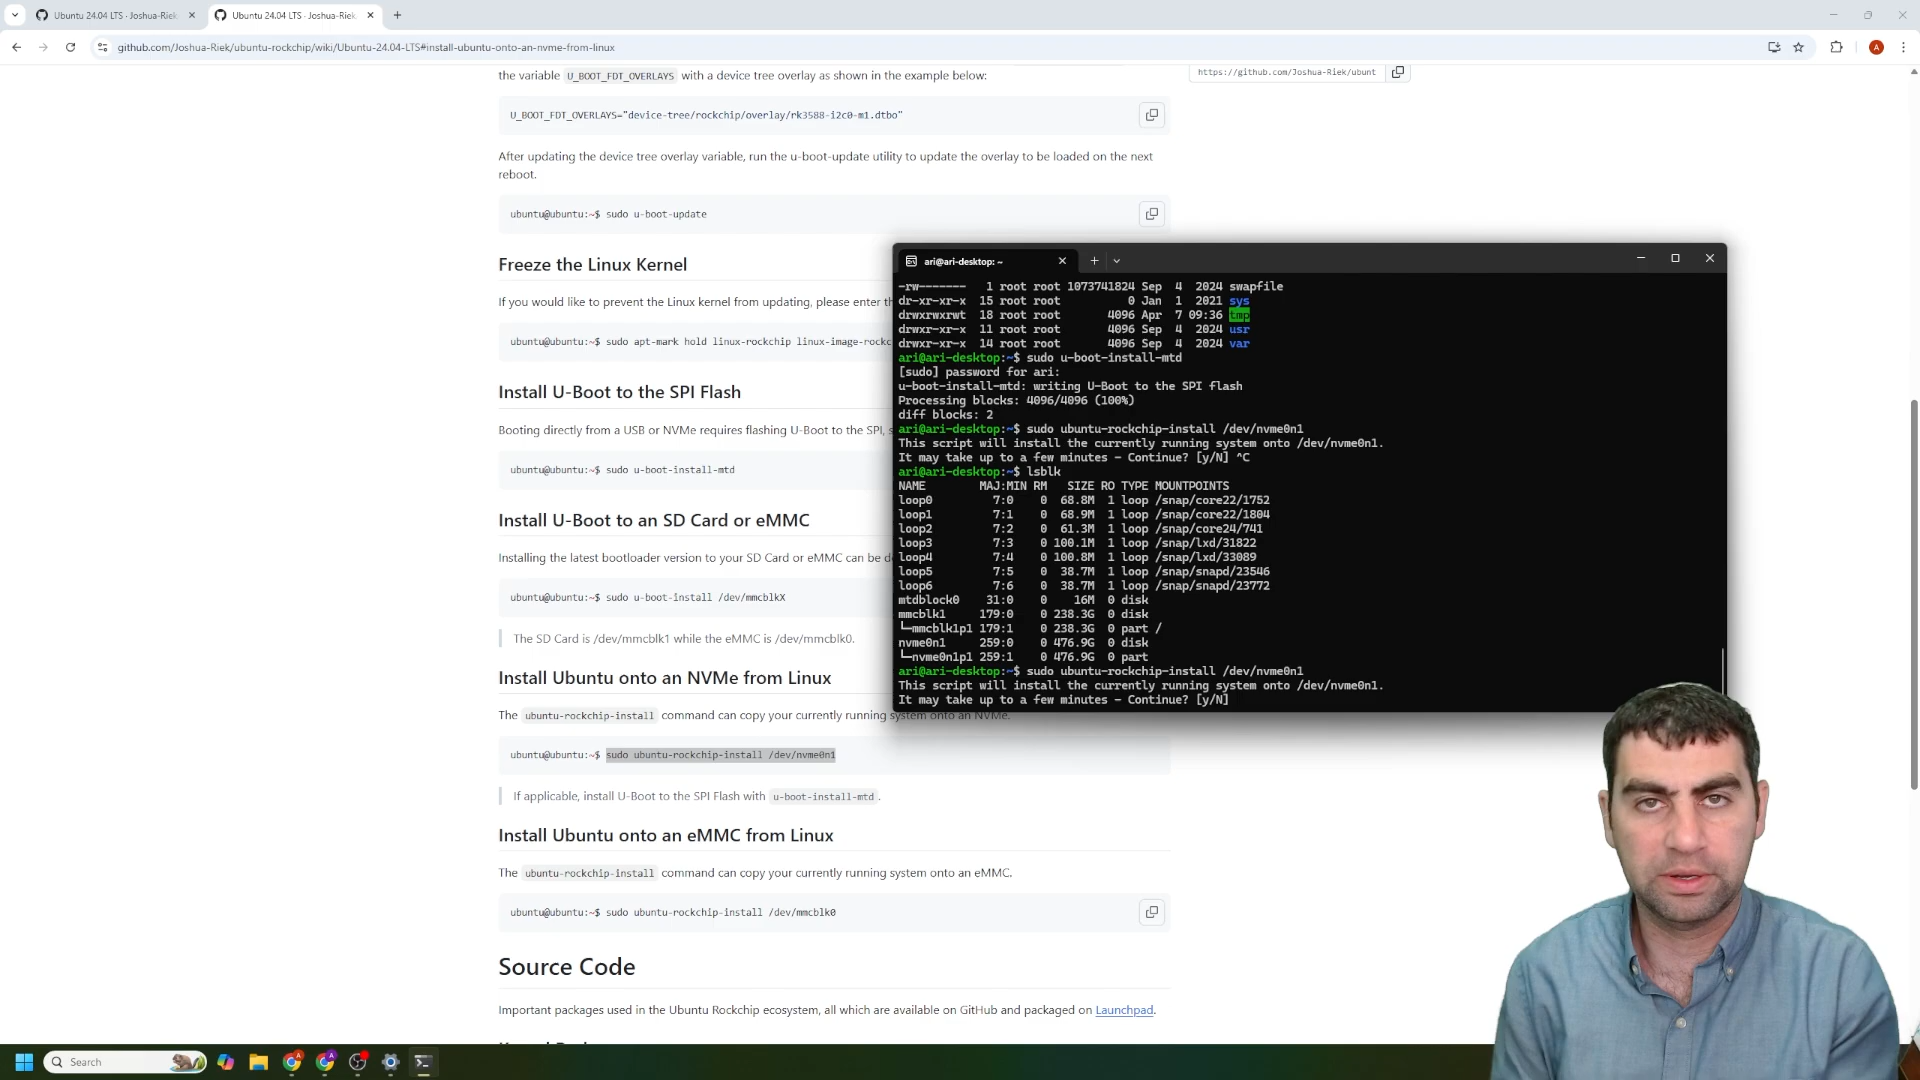 Ubuntu 24.04 LTS · Joshua-Riek
Ubuntu 24.04 LTS · Joshua-Riek
github.com/Joshua-Riek/ubuntu-rockchip/wiki/Ubuntu-24.04-LTS#install-ubuntu-onto-an-nvme-from-linux
A
the variable U_BOOT_FDT_OVERLAYS with a device tree overlay as shown in the example below:
https://github.com/Joshua-Riek/ubunt
U_BOOT_FDT_OVERLAYS="device-tree/rockchip/overlay/rk3588-i2c0-m1.dtbo"
After updating the device tree overlay variable, run the u-boot-update utility to update the overlay to be loaded on the next
reboot.
ubuntu@ubuntu:~$ sudo u-boot-update
Freeze the Linux Kernel
If you would like to prevent the Linux kernel from updating, please enter th
ubuntu@ubuntu:~$ sudo apt-mark hold linux-rockchip linux-image-rockc
Install U-Boot to the SPI Flash
Booting directly from a USB or NVMe requires flashing U-Boot to the SPI, s
ubuntu@ubuntu:~$ sudo u-boot-install-mtd
Install U-Boot to an SD Card or eMMC
Installing the latest bootloader version to your SD Card or eMMC can be d
ubuntu@ubuntu:~$ sudo u-boot-install /dev/mmcblkX
The SD Card is /dev/mmcblk1 while the eMMC is /dev/mmcblk0.
Install Ubuntu onto an NVMe from Linux
The ubuntu-rockchip-install command can copy your currently running system onto an NVMe.
ubuntu@ubuntu:~$ sudo ubuntu-rockchip-install /dev/nvme0n1
If applicable, install U-Boot to the SPI Flash with u-boot-install-mtd.
Install Ubuntu onto an eMMC from Linux
The ubuntu-rockchip-install command can copy your currently running system onto an eMMC.
ubuntu@ubuntu:~$ sudo ubuntu-rockchip-install /dev/mmcblk0
Source Code
Important packages used in the Ubuntu Rockchip ecosystem, all which are available on GitHub and packaged on Launchpad.
ari@ari-desktop: ~
-rw------- 1 root root 1073741824 Sep 4 2024 swapfile
dr-xr-xr-x 15 root root 0 Jan 1 2021 sys
drwxrwxrwt 18 root root 4096 Apr 7 09:36 tmp
drwxr-xr-x 11 root root 4096 Sep 4 2024 usr
drwxr-xr-x 14 root root 4096 Sep 4 2024 var
ari@ari-desktop:~$ sudo u-boot-install-mtd
[sudo] password for ari:
u-boot-install-mtd: writing U-Boot to the SPI flash
Processing blocks: 4096/4096 (100%)
diff blocks: 2
ari@ari-desktop:~$ sudo ubuntu-rockchip-install /dev/nvme0n1
This script will install the currently running system onto /dev/nvme0n1.
It may take up to a few minutes - Continue? [y/N] ^C
ari@ari-desktop:~$ lsblk
NAME MAJ:MIN RM SIZE RO TYPE MOUNTPOINTS
loop0 7:0 0 68.8M 1 loop /snap/core22/1752
loop1 7:1 0 68.9M 1 loop /snap/core22/1804
loop2 7:2 0 61.3M 1 loop /snap/core24/741
loop3 7:3 0 100.1M 1 loop /snap/lxd/31822
loop4 7:4 0 100.8M 1 loop /snap/lxd/33089
loop5 7:5 0 38.7M 1 loop /snap/snapd/23546
loop6 7:6 0 38.7M 1 loop /snap/snapd/23772
mtdblock0 31:0 0 16M 0 disk
mmcblk1 179:0 0 238.3G 0 disk
└─mmcblk1p1 179:1 0 238.3G 0 part /
nvme0n1 259:0 0 476.9G 0 disk
└─nvme0n1p1 259:1 0 476.9G 0 part
ari@ari-desktop:~$ sudo ubuntu-rockchip-install /dev/nvme0n1
This script will install the currently running system onto /dev/nvme0n1.
It may take up to a few minutes - Continue? [y/N]
Search